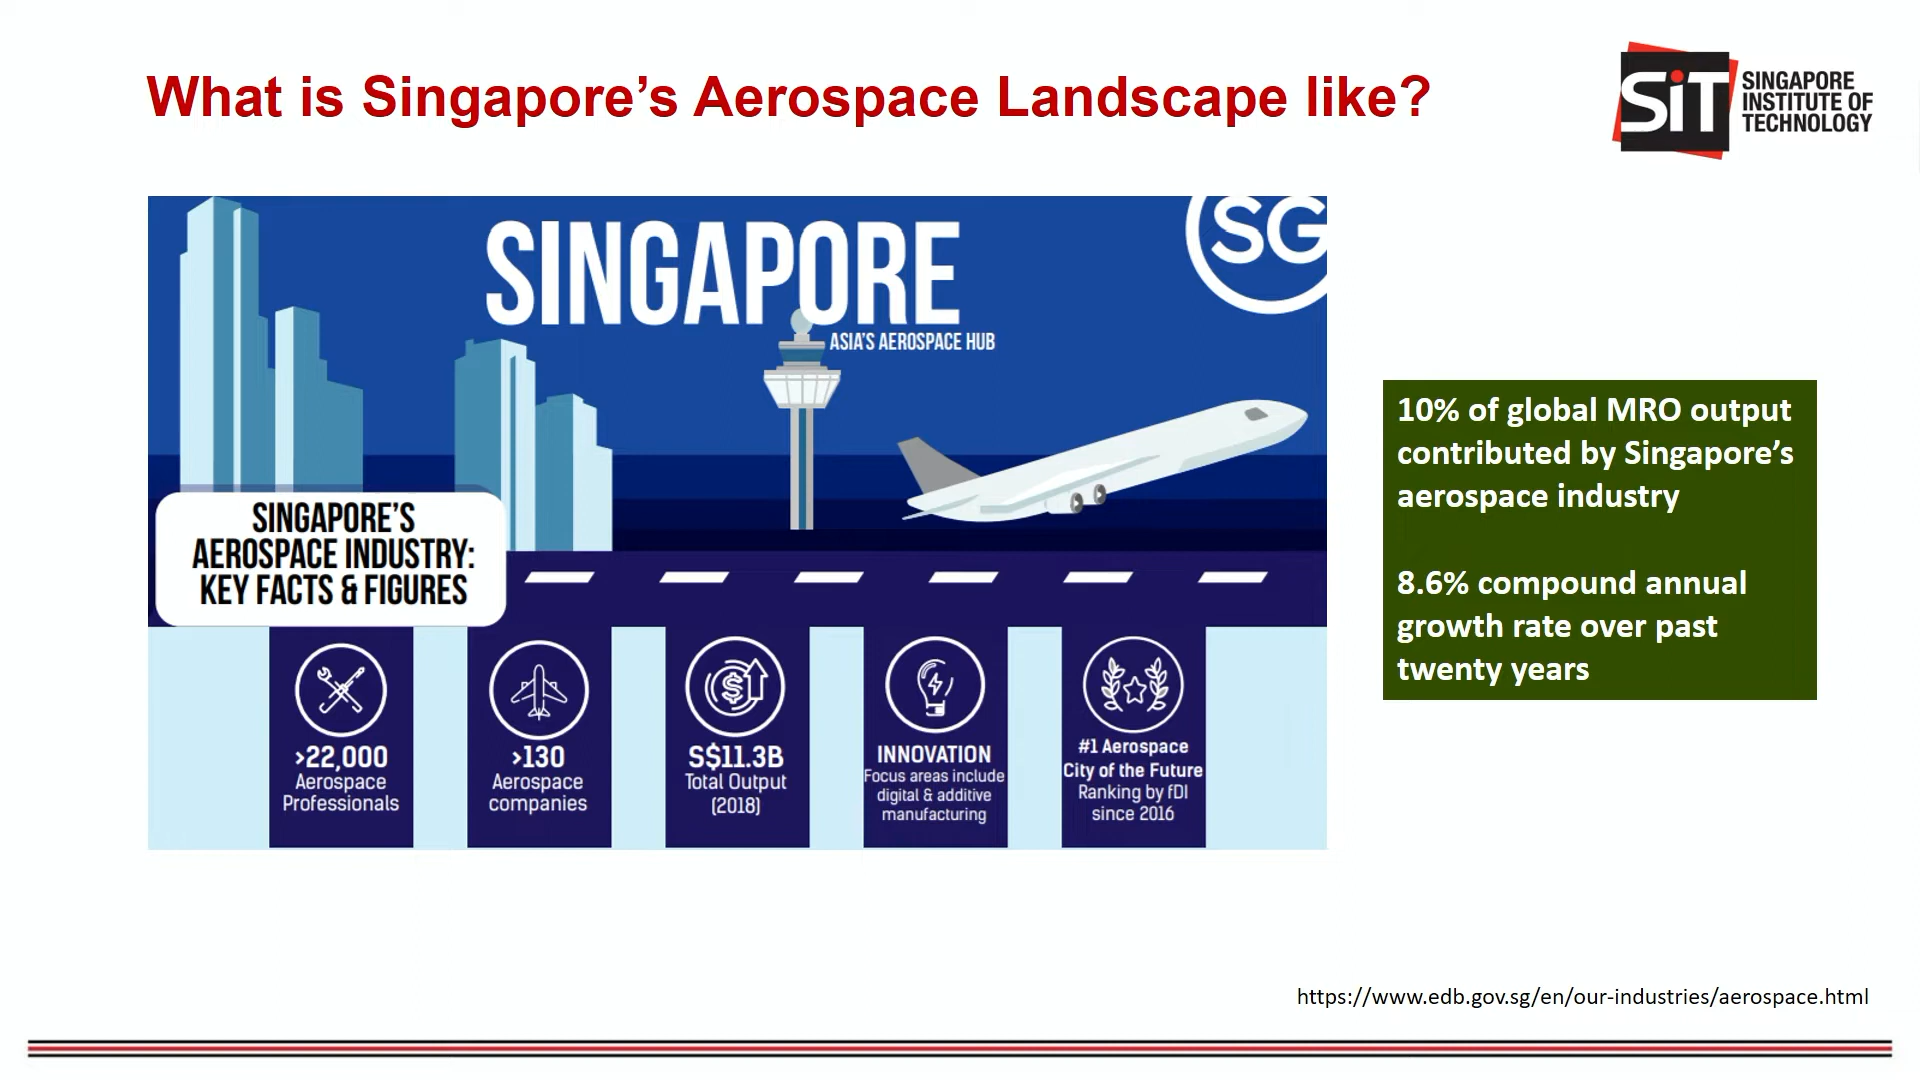 What is Singapore’s Aerospace Landscape like?
SiT
SINGAPORE
INSTITUTE OF
TECHNOLOGY
SINGAPORE
ASIA’S AEROSPACE HUB
SG
SINGAPORE’S
AEROSPACE INDUSTRY:
KEY FACTS & FIGURES
>22,000
Aerospace
Professionals
>130
Aerospace
companies
S$11.3B
Total Output
(2018)
INNOVATION
Focus areas include
digital & additive
manufacturing
#1 Aerospace
City of the Future
Ranking by fDI
since 2016
10% of global MRO output
contributed by Singapore’s
aerospace industry
8.6% compound annual
growth rate over past
twenty years
https://www.edb.gov.sg/en/our-industries/aerospace.html